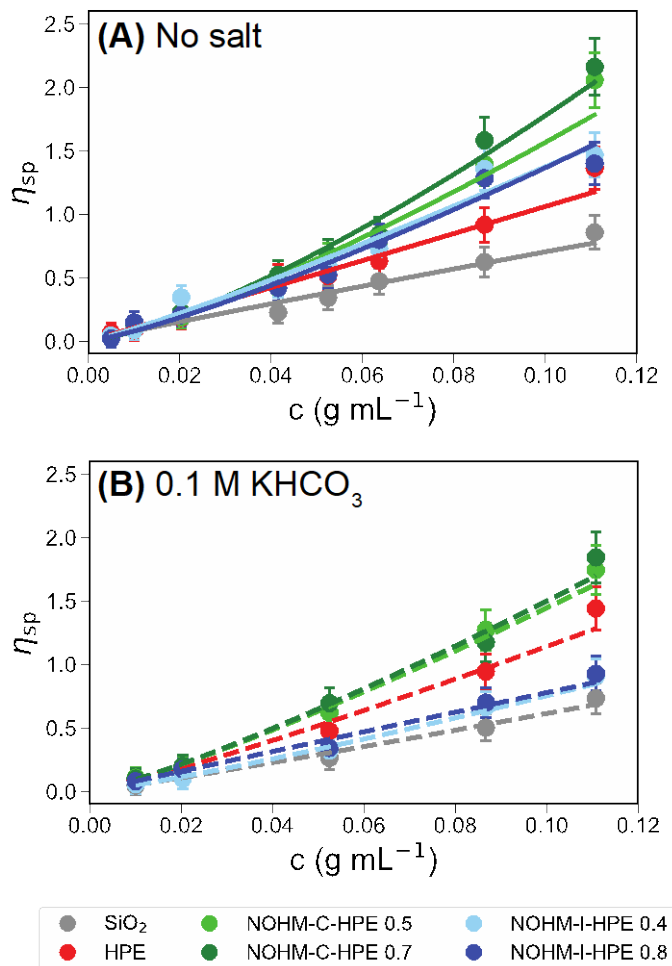 (A) No salt
2.5
2.0
1.5
1.0
0.5
0.0
ηsp
0.00 0.02 0.04 0.06 0.08 0.10 0.12
c (g mL⁻¹)
(B) 0.1 M KHCO₃
2.5
2.0
1.5
1.0
0.5
0.0
ηsp
0.00 0.02 0.04 0.06 0.08 0.10 0.12
c (g mL⁻¹)
SiO₂ NOHM-C-HPE 0.5 NOHM-I-HPE 0.4
HPE NOHM-C-HPE 0.7 NOHM-I-HPE 0.8